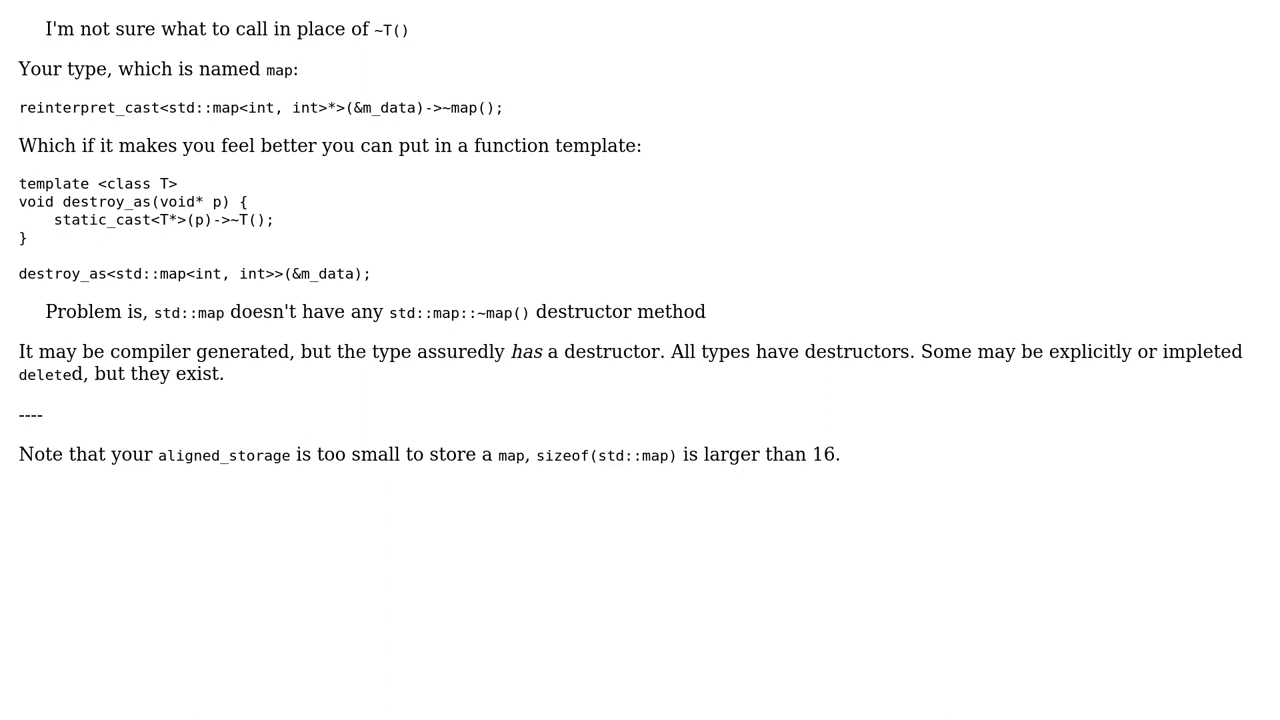 I'm not sure what to call in place of ~T()
Your type, which is named map:
reinterpret_cast<std::map<int, int>*>(&m_data)->~map();
Which if it makes you feel better you can put in a function template:
template <class T>
void destroy_as(void* p) {
    static_cast<T*>(p)->~T();
}
destroy_as<std::map<int, int>>(&m_data);
Problem is, std::map doesn't have any std::map::~map() destructor method
It may be compiler generated, but the type assuredly has a destructor. All types have destructors. Some may be explicitly or impleted
deleted, but they exist.
----
Note that your aligned_storage is too small to store a map, sizeof(std::map) is larger than 16.